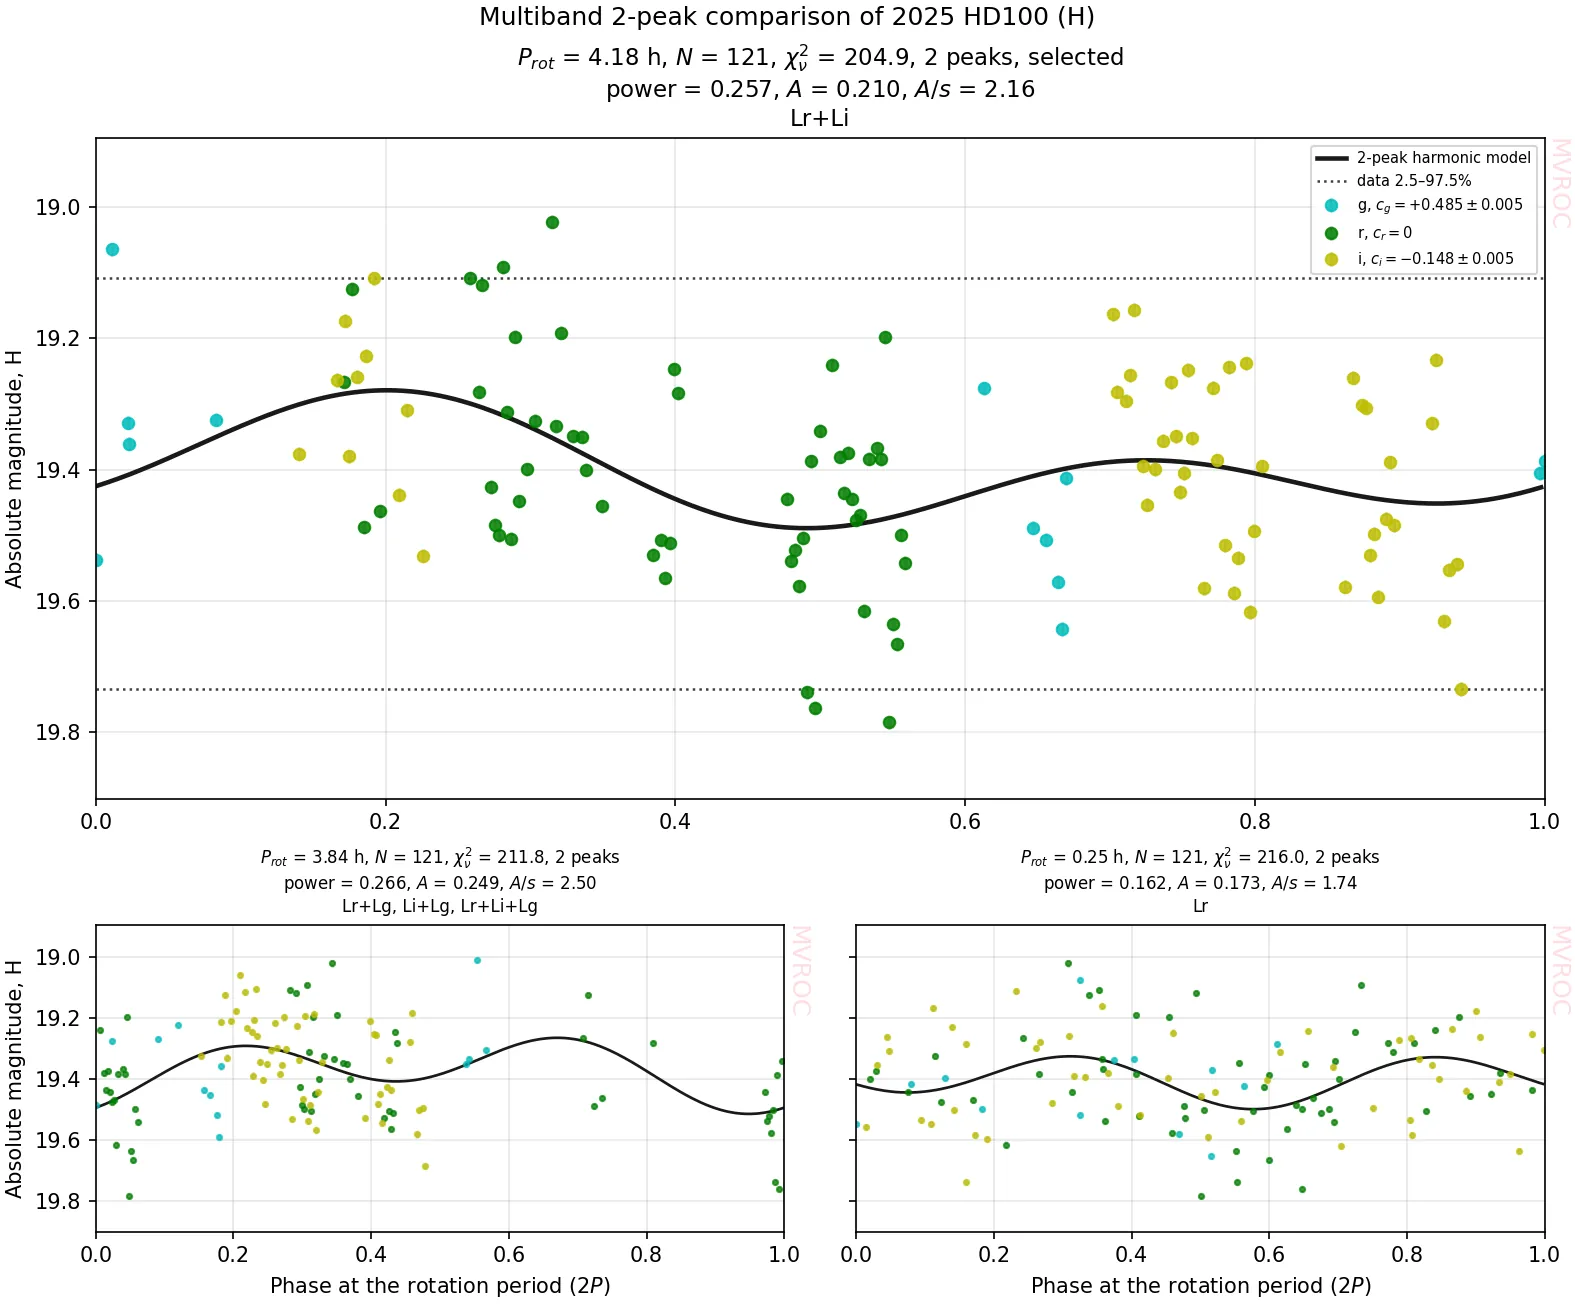 Multiband 2-peak comparison of 2025 HD100 (H)
P_rot = 4.18 h, N = 121, χ²_ν = 204.9, 2 peaks, selected
power = 0.257, A = 0.210, A/s = 2.16
Lr+Li
2-peak harmonic model
data 2.5–97.5%
g, c_g = +0.485 ± 0.005
r, c_r = 0
i, c_i = −0.148 ± 0.005
MVROC
Absolute magnitude, H
19.0
19.2
19.4
19.6
19.8
0.0 0.2 0.4 0.6 0.8 1.0
P_rot = 3.84 h, N = 121, χ²_ν = 211.8, 2 peaks
power = 0.266, A = 0.249, A/s = 2.50
Lr+Lg, Li+Lg, Lr+Li+Lg
MVROC
Absolute magnitude, H
19.0
19.2
19.4
19.6
19.8
0.0 0.2 0.4 0.6 0.8 1.0
Phase at the rotation period (2P)
P_rot = 0.25 h, N = 121, χ²_ν = 216.0, 2 peaks
power = 0.162, A = 0.173, A/s = 1.74
Lr
MVROC
0.0 0.2 0.4 0.6 0.8 1.0
Phase at the rotation period (2P)